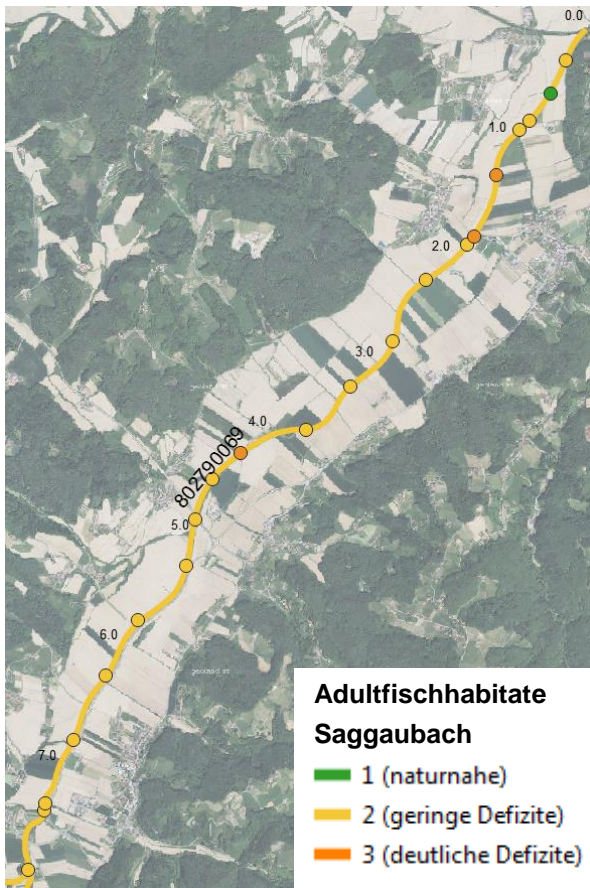 0.0
1.0
2.0
3.0
4.0
802790069
5.0
6.0
7.0
Adultfischhabitate
Saggaubach
1 (naturnahe)
2 (geringe Defizite)
3 (deutliche Defizite)